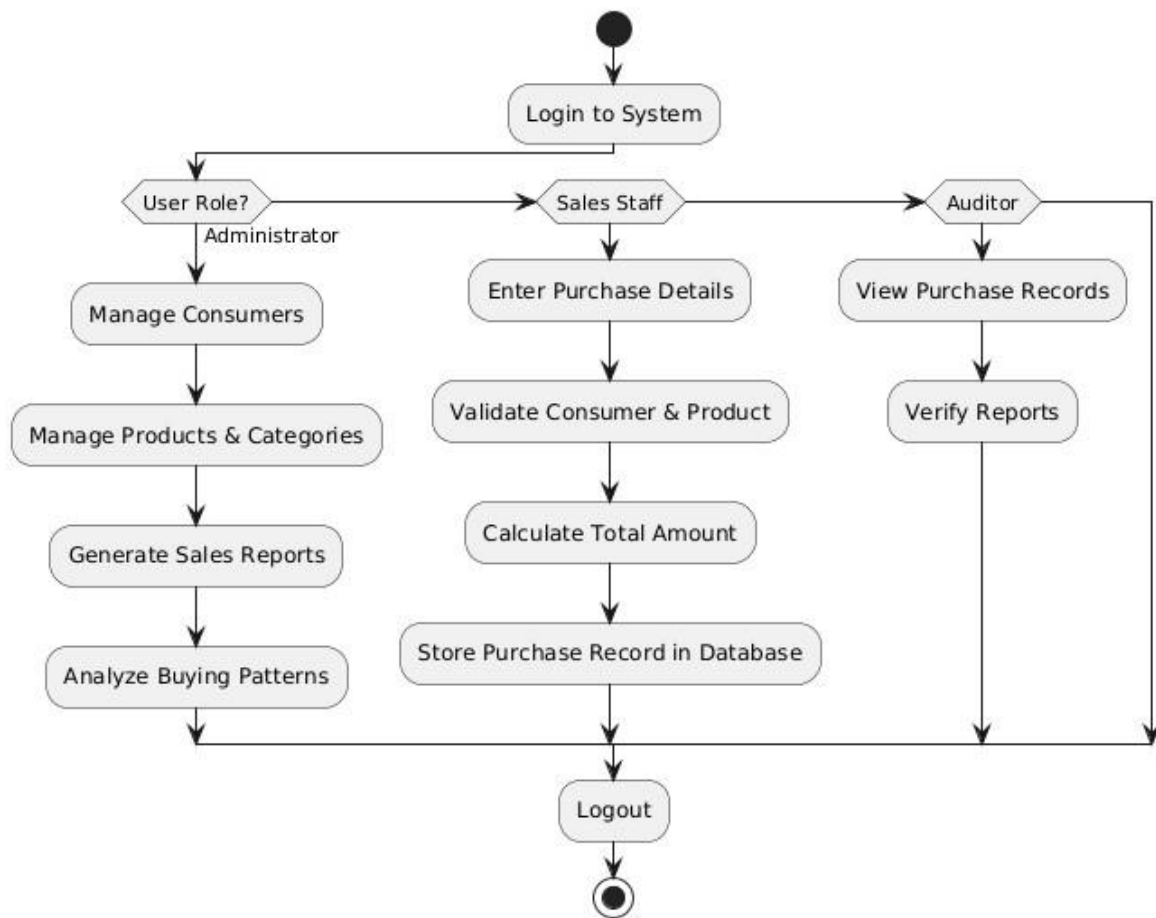 Login to System
User Role?
Administrator
Sales Staff
Auditor
Manage Consumers
Manage Products & Categories
Generate Sales Reports
Analyze Buying Patterns
Enter Purchase Details
Validate Consumer & Product
Calculate Total Amount
Store Purchase Record in Database
View Purchase Records
Verify Reports
Logout